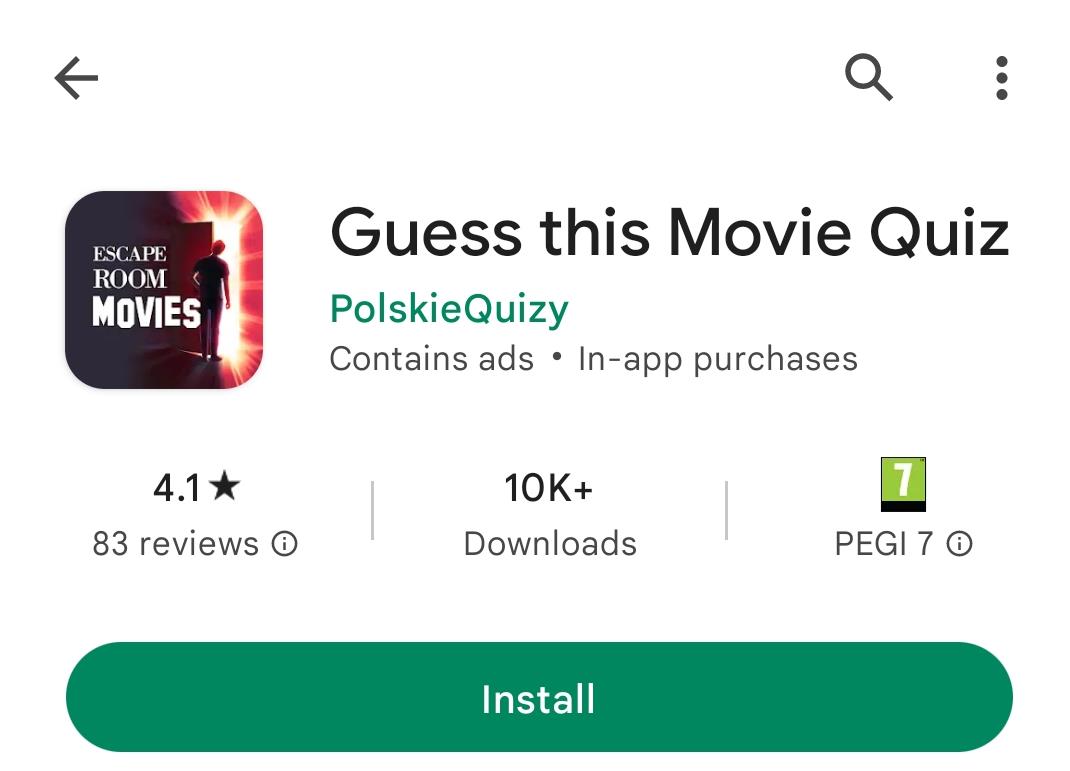 ESCAPE
ROOM
MOVIES
Guess this Movie Quiz
PolskieQuizy
Contains ads • In-app purchases
4.1★
83 reviews
10K+
Downloads
7
PEGI 7
Install